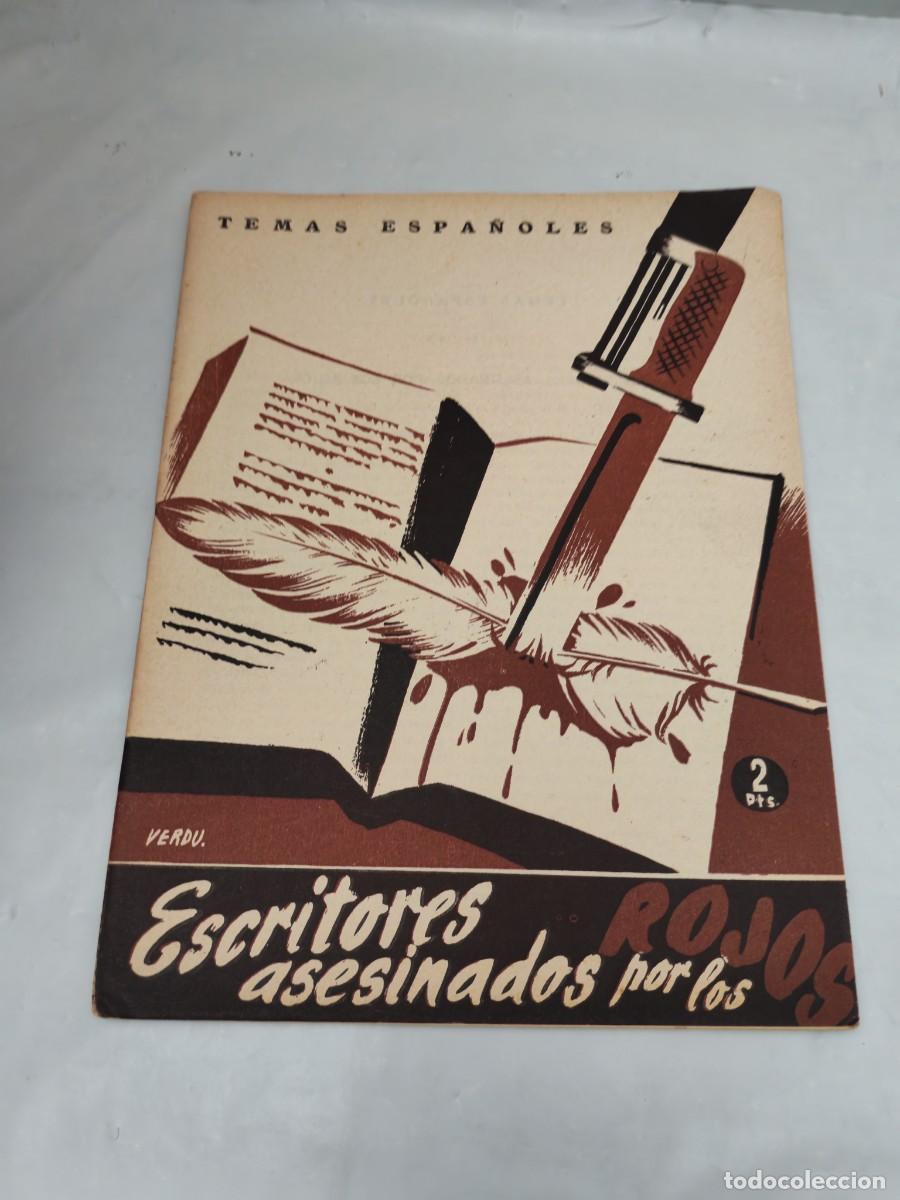 TEMAS ESPAÑOLES
2
Pts.
VERDU.
Escritores
asesinados por los
ROJOS
todocoleccion